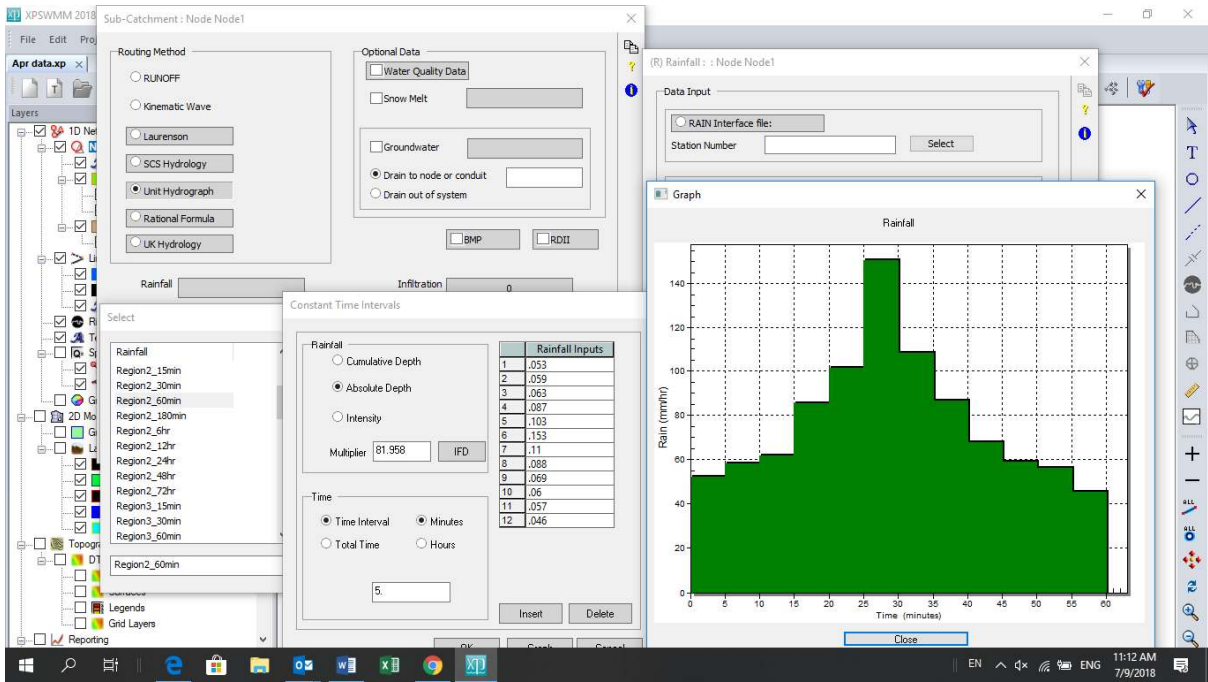 XPSWMM 2018
File Edit Pro
Apr data.xp
Layers
1D Net
2D Mo
Topogr
DT
Legends
Grid Layers
Reporting
Sub-Catchment : Node Node1
Routing Method
RUNOFF
Kinematic Wave
Laurenson
SCS Hydrology
Unit Hydrograph
Rational Formula
UK Hydrology
Optional Data
Water Quality Data
Snow Melt
Groundwater
Drain to node or conduit
Drain out of system
BMP RDII
Rainfall
Infiltration
0
Select
Rainfall
Region2_15min
Region2_30min
Region2_60min
Region2_180min
Region2_6hr
Region2_12hr
Region2_24hr
Region2_48hr
Region2_72hr
Region3_15min
Region3_30min
Region3_60min
Region2_60min
Constant Time Intervals
Rainfall
Cumulative Depth
Absolute Depth
Intensity
Multiplier 81.958 IFD
Time
Time Interval Minutes
Total Time Hours
5.
Rainfall Inputs
1 .053
2 .059
3 .063
4 .087
5 .103
6 .153
7 .11
8 .088
9 .069
10 .06
11 .057
12 .046
Insert Delete
(R) Rainfall : : Node Node1
Data Input
RAIN Interface file:
Station Number Select
Graph
Rainfall
Rain (mm/hr)
140
120
100
80
60
40
20
0
0 5 10 15 20 25 30 35 40 45 50 55 60
Time (minutes)
Close
T
ALL
ALL
EN ENG
11:12 AM
7/9/2018